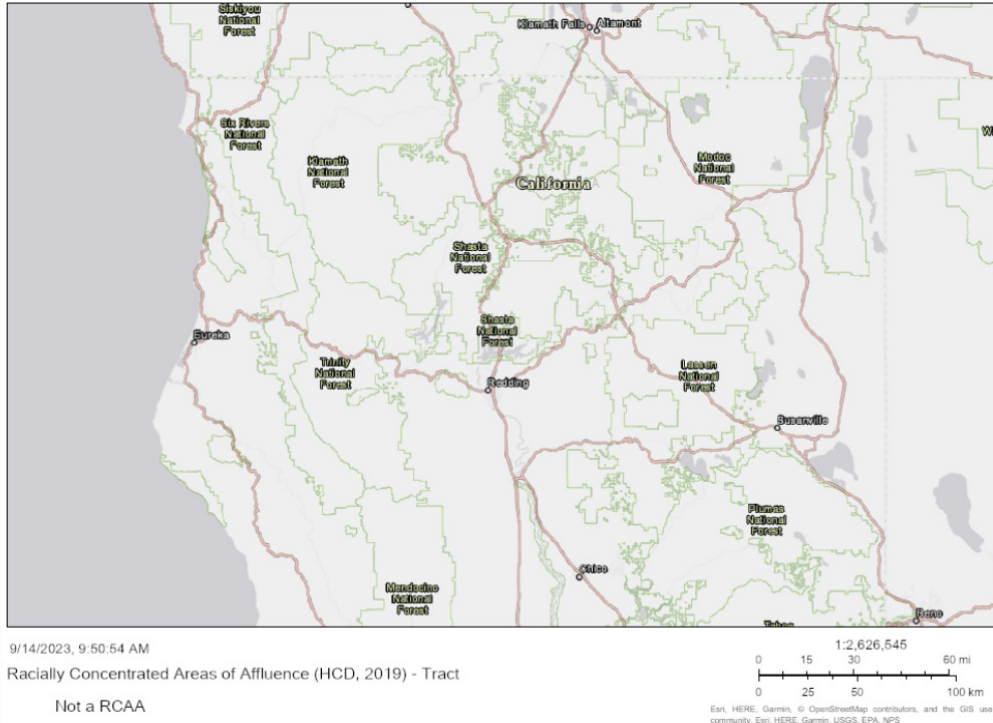 Siskiyou
National
Forest
Klamath Falls
Altamont
Six Rivers
National
Forest
Klamath
National
Forest
California
Modoc
National
Forest
Shasta
National
Forest
Shasta
National
Forest
Eureka
Trinity
National
Forest
Redding
Lassen
National
Forest
Susanville
Plumas
National
Forest
Chico
Mendocino
National
Forest
Reno
9/14/2023, 9:50:54 AM
Racially Concentrated Areas of Affluence (HCD, 2019) - Tract
Not a RCAA
1:2,626,545
0 15 30 60 mi
0 25 50 100 km
Esri, HERE, Garmin, © OpenStreetMap contributors, and the GIS use
community, Esri, HERE, Garmin, USGS, EPA, NPS